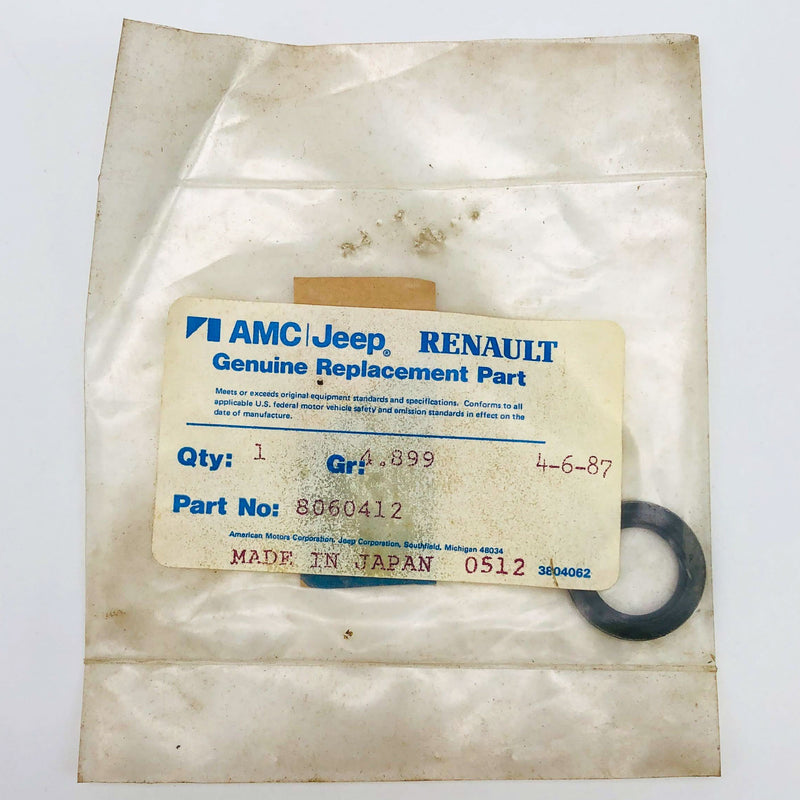 AMC|Jeep® RENAULT
Genuine Replacement Part
Meets or exceeds original equipment standards and specifications. Conforms to all
applicable U.S. federal motor vehicle safety and emission standards in effect on the
date of manufacture.
Qty: 1 Gr: 4.899 4-6-87
Part No: 8060412
American Motors Corporation, Jeep Corporation, Southfield, Michigan 48034
MADE IN JAPAN 0512 3804062